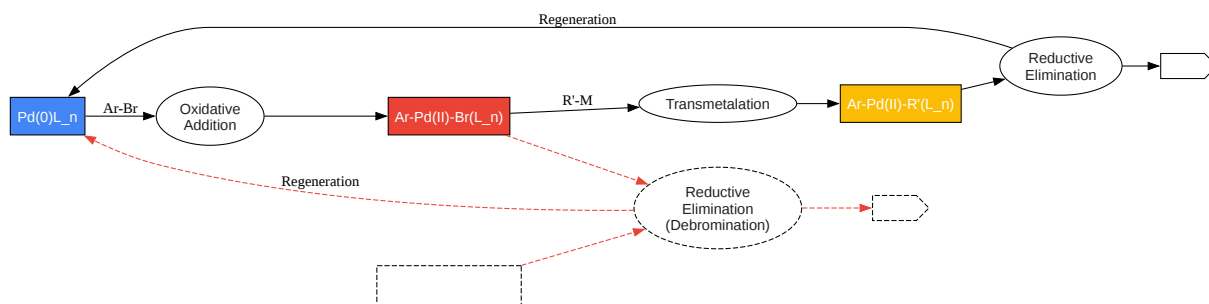 Regeneration
Reductive
Elimination
Pd(0)L_n
Ar-Br
Oxidative
Addition
Ar-Pd(II)-Br(L_n)
R'-M
Transmetalation
Ar-Pd(II)-R'(L_n)
Regeneration
Reductive
Elimination
(Debromination)